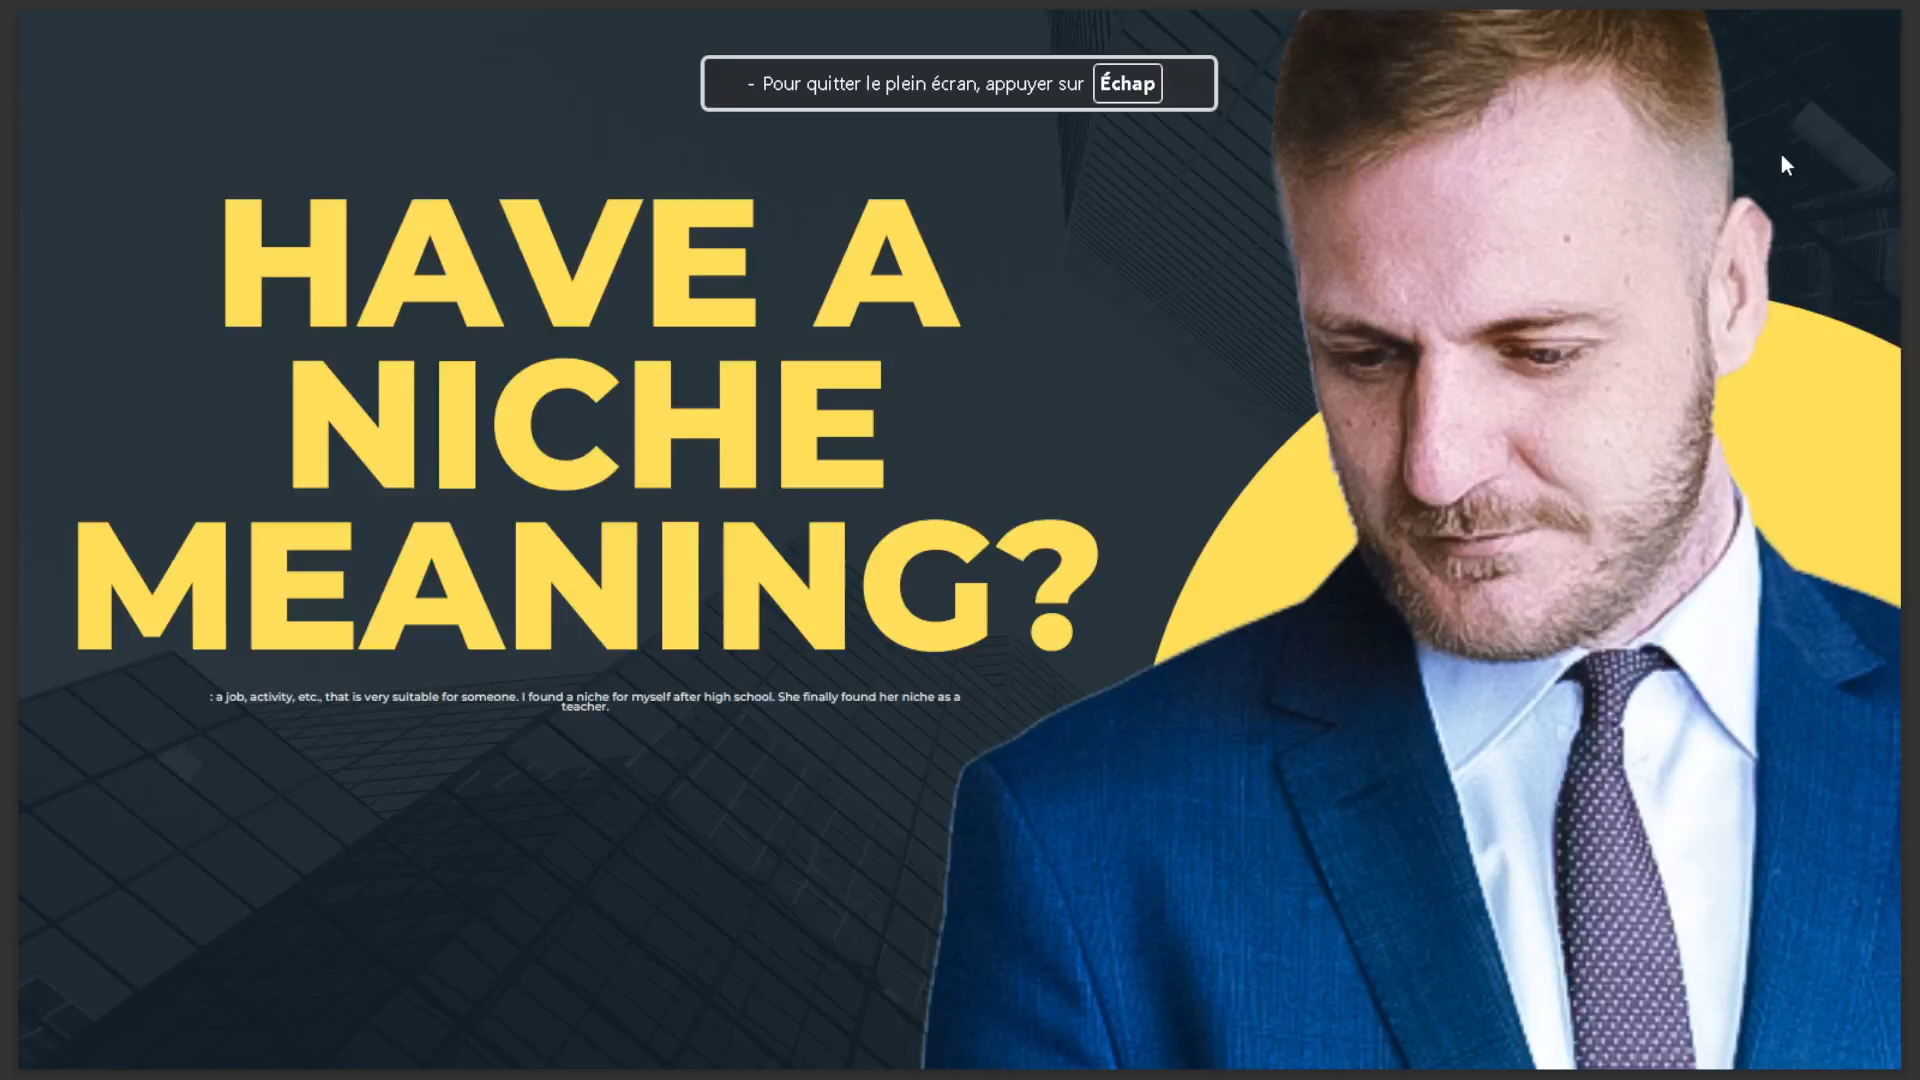 - Pour quitter le plein écran, appuyer sur Échap
HAVE A
NICHE
MEANING?
: a job, activity, etc., that is very suitable for someone. I found a niche for myself after high school. She finally found her niche as a
teacher.